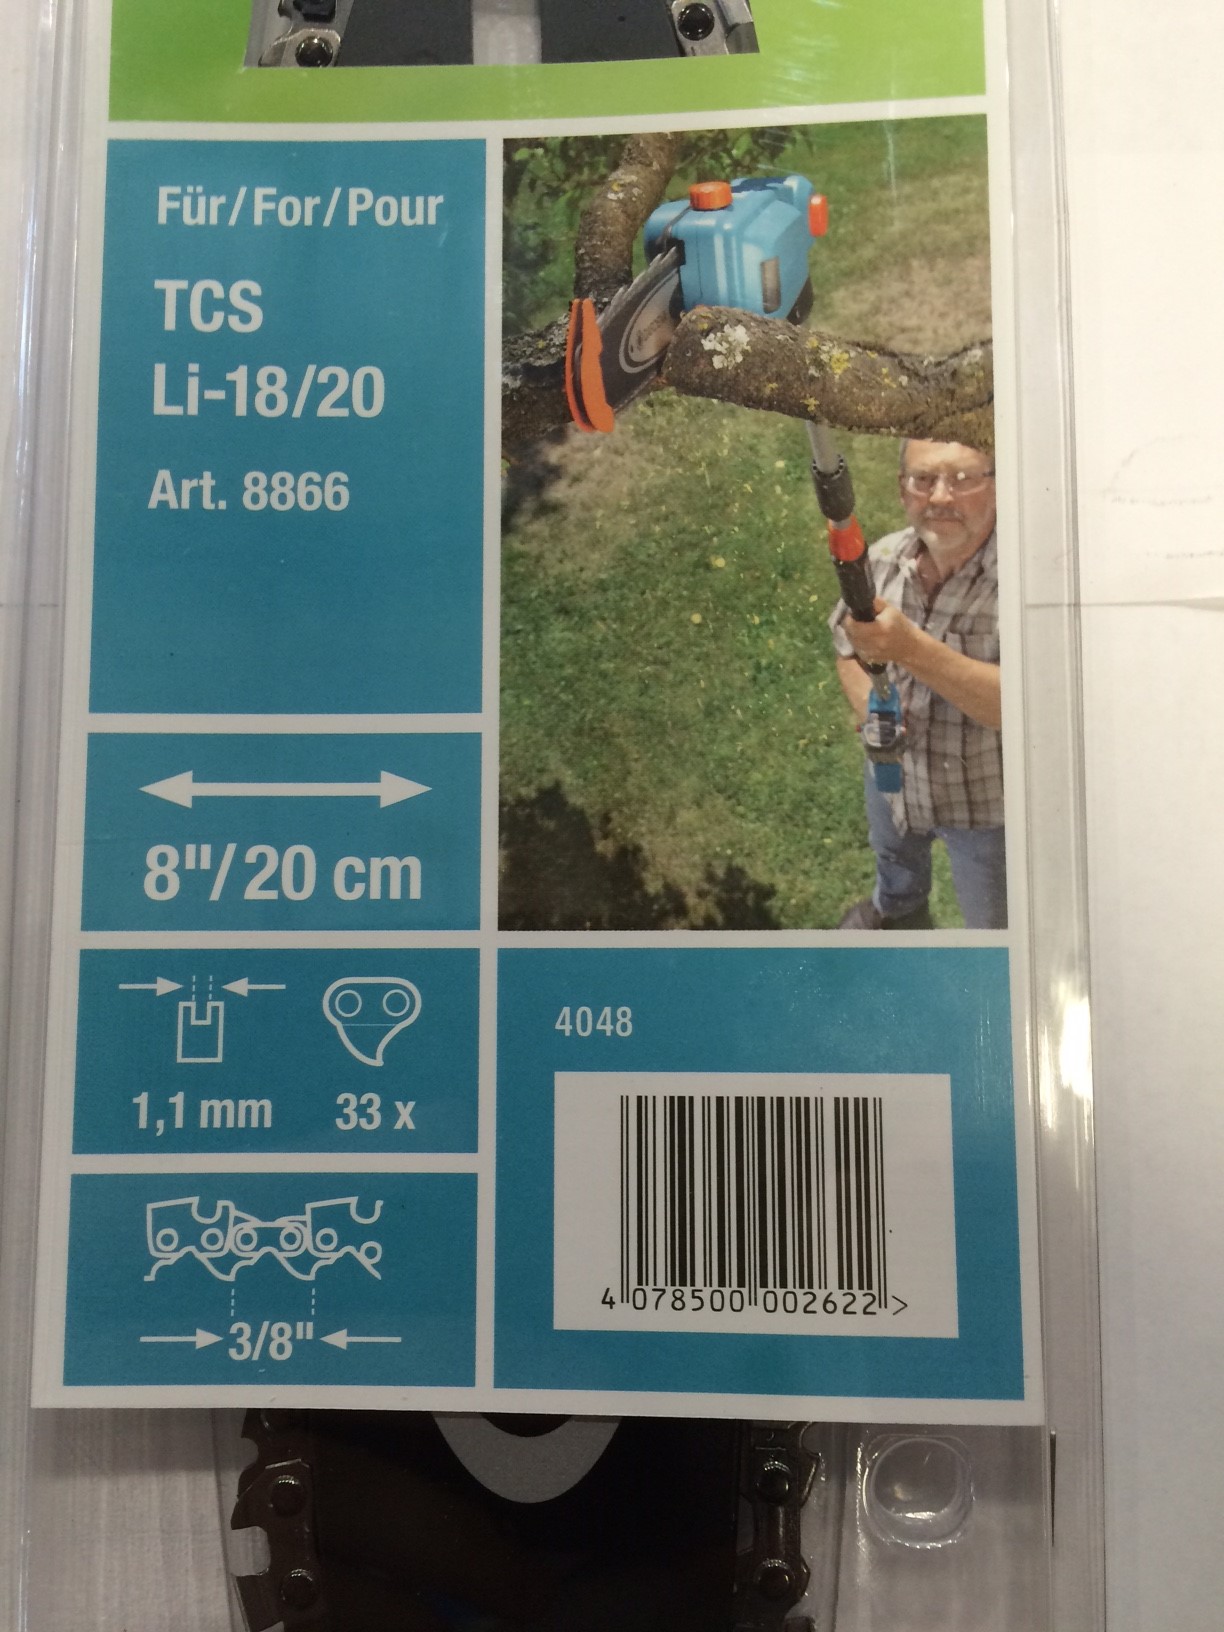 Für/For/Pour
TCS
Li-18/20
Art. 8866
8"/20 cm
1,1 mm
33 x
3/8"
4048
4 078500 002622 >